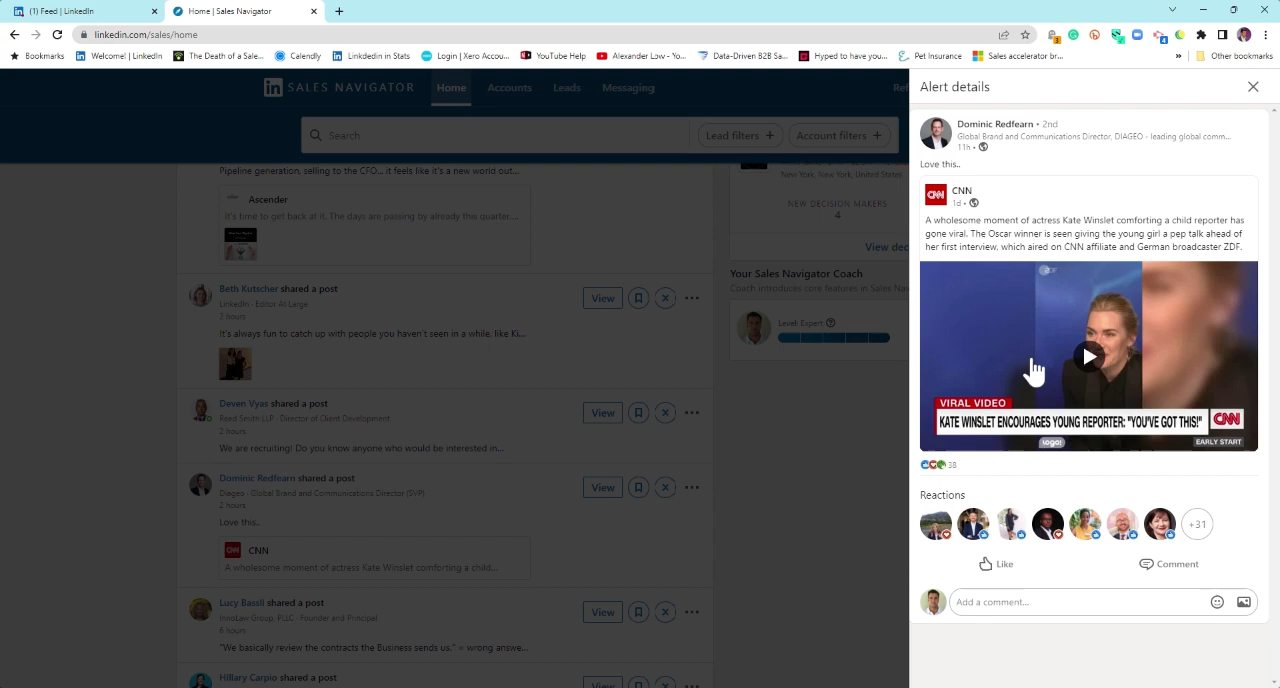 (1) Feed | LinkedIn
Home | Sales Navigator
linkedin.com/sales/home
Bookmarks
Welcome! | LinkedIn
The Death of a Sale...
Calendly
Linkdedin in Stats
Login | Xero Accou...
YouTube Help
Alexander Low - Yo...
Data-Driven B2B Sa...
Hyped to have you...
Pet Insurance
Sales accelerator br...
»
Other bookmarks
in SALES NAVIGATOR
Home
Accounts
Leads
Messaging
Ref
Search
Lead filters +
Account filters +
Pipeline generation, selling to the CFO... it feels like it's a new world out...
Ascender
It's time to get back at it. The days are passing by already this quarter....
Beth Kutscher shared a post
LinkedIn · Editor At Large
2 hours
It's always fun to catch up with people you haven't seen in a while, like Ki...
View
Deven Vyas shared a post
Reed Smith LLP · Director of Client Development
2 hours
We are recruiting! Do you know anyone who would be interested in...
View
Dominic Redfearn shared a post
Diageo · Global Brand and Communications Director (SVP)
2 hours
Love this..
CNN
A wholesome moment of actress Kate Winslet comforting a child...
View
Lucy Bassli shared a post
InnoLaw Group, PLLC · Founder and Principal
6 hours
"We basically review the contracts the Business sends us." = wrong answe...
View
Hillary Carpio shared a post
View
New York, New York, United States
NEW DECISION MAKERS
4
View dec
Your Sales Navigator Coach
Coach introduces core features in Sales Nav
Level: Expert
Alert details
Dominic Redfearn • 2nd
Global Brand and Communications Director, DIAGEO - leading global comm...
11h •
Love this..
CNN
CNN
1d •
A wholesome moment of actress Kate Winslet comforting a child reporter has
gone viral. The Oscar winner is seen giving the young girl a pep talk ahead of
her first interview, which aired on CNN affiliate and German broadcaster ZDF.
ZDF
VIRAL VIDEO
KATE WINSLET ENCOURAGES YOUNG REPORTER: "YOU'VE GOT THIS!"
CNN
logo!
EARLY START
38
Reactions
+31
Like
Comment
Add a comment...